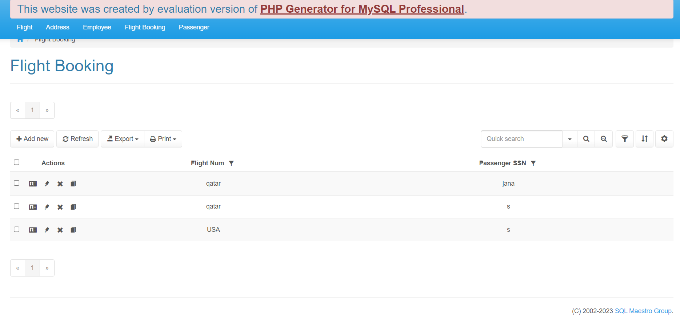 This website was created by evaluation version of PHP Generator for MySQL Professional.
Flight Address Employee Flight Booking Passenger
Flight Booking
Flight Booking
« 1 »
Add new Refresh Export Print Quick search
Actions Flight Num Passenger SSN
qatar jana
qatar s
USA s
« 1 »
(C) 2002-2023 SQL Maestro Group.